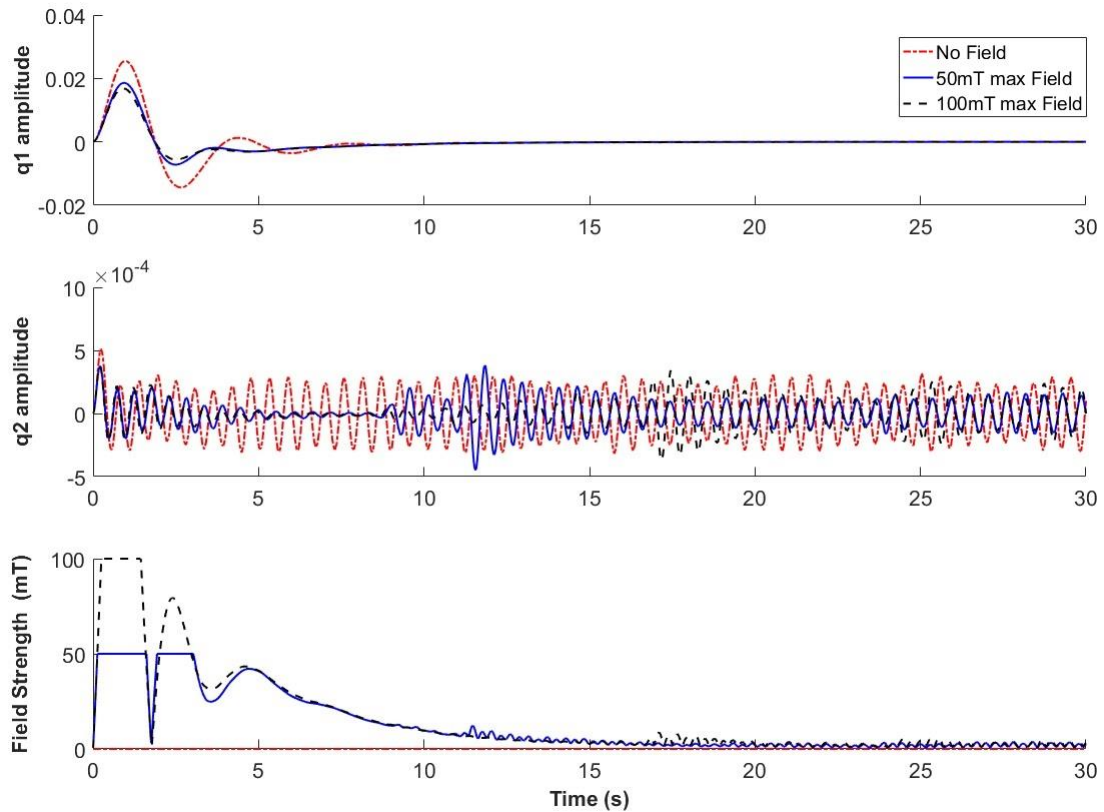 0.04
0.02
0
-0.02
q1 amplitude
No Field
50mT max Field
100mT max Field
0 5 10 15 20 25 30
×10-4
10
5
0
-5
q2 amplitude
0 5 10 15 20 25 30
100
50
0
Field Strength (mT)
0 5 10 15 20 25 30
Time (s)